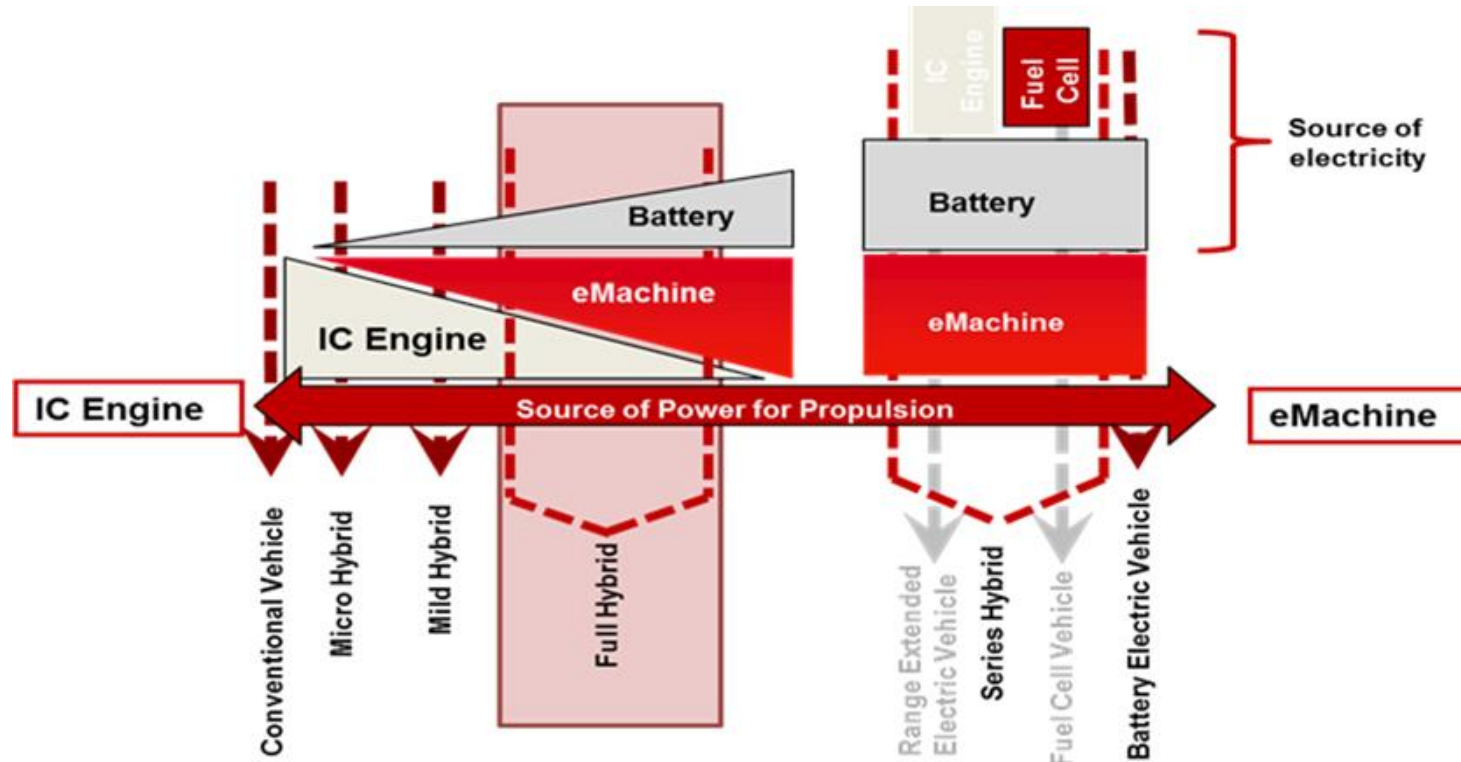 IC
Engine
Fuel
Cell
Source of
electricity
Battery
Battery
eMachine
eMachine
IC Engine
IC Engine
Source of Power for Propulsion
eMachine
Conventional Vehicle
Micro Hybrid
Mild Hybrid
Full Hybrid
Range Extended
Electric Vehicle
Series Hybrid
Fuel Cell Vehicle
Battery Electric Vehicle